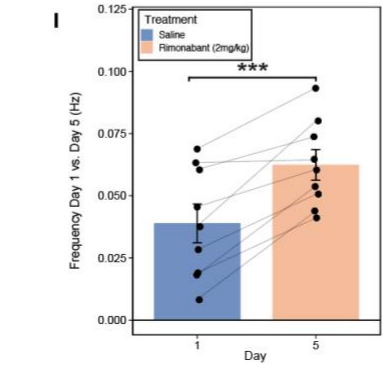 I
0.125
Treatment
Saline
Rimonabant (2mg/kg)
0.100
***
0.075
0.050
0.025
0.000
Frequency Day 1 vs. Day 5 (Hz)
1
5
Day